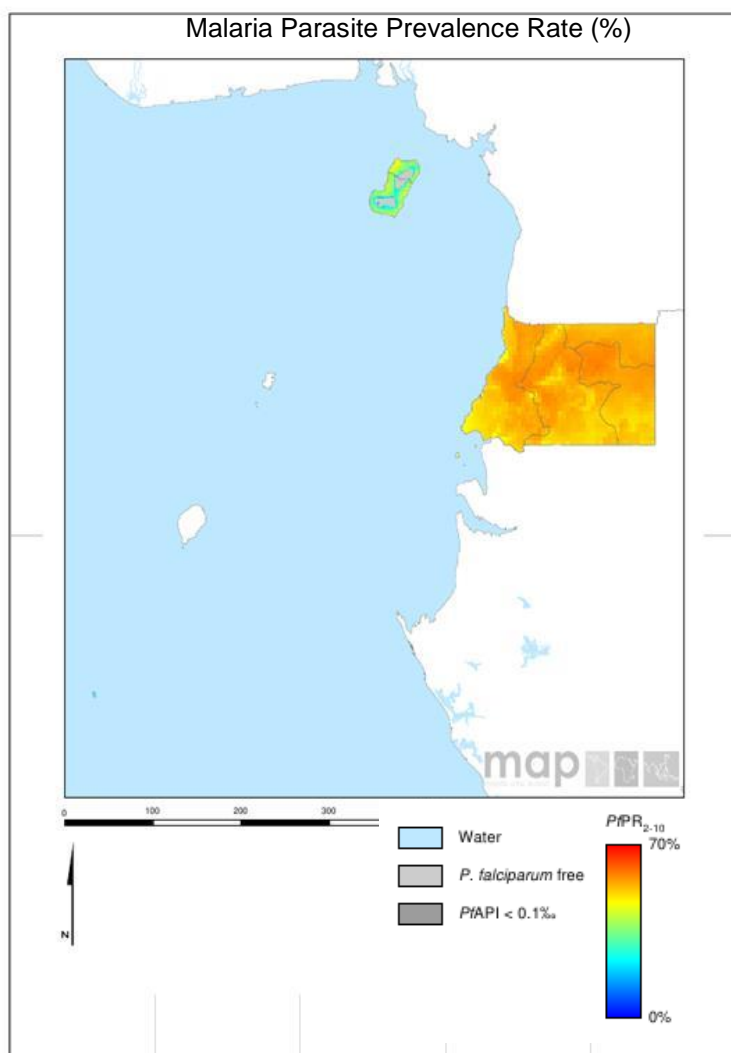 Malaria Parasite Prevalence Rate (%)
map
0 100 200 300
N
Water
P. falciparum free
PfAPI < 0.1‰
PfPR2-10
70%
0%